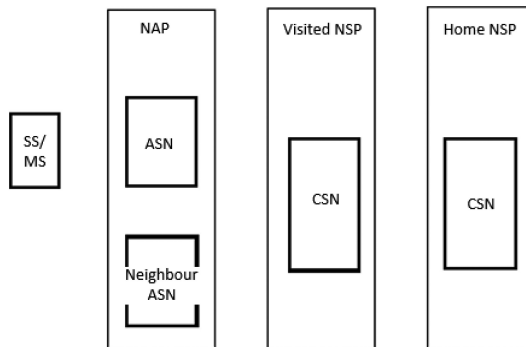 NAP
Visited NSP
Home NSP
SS/
MS
ASN
CSN
CSN
Neighbour
ASN